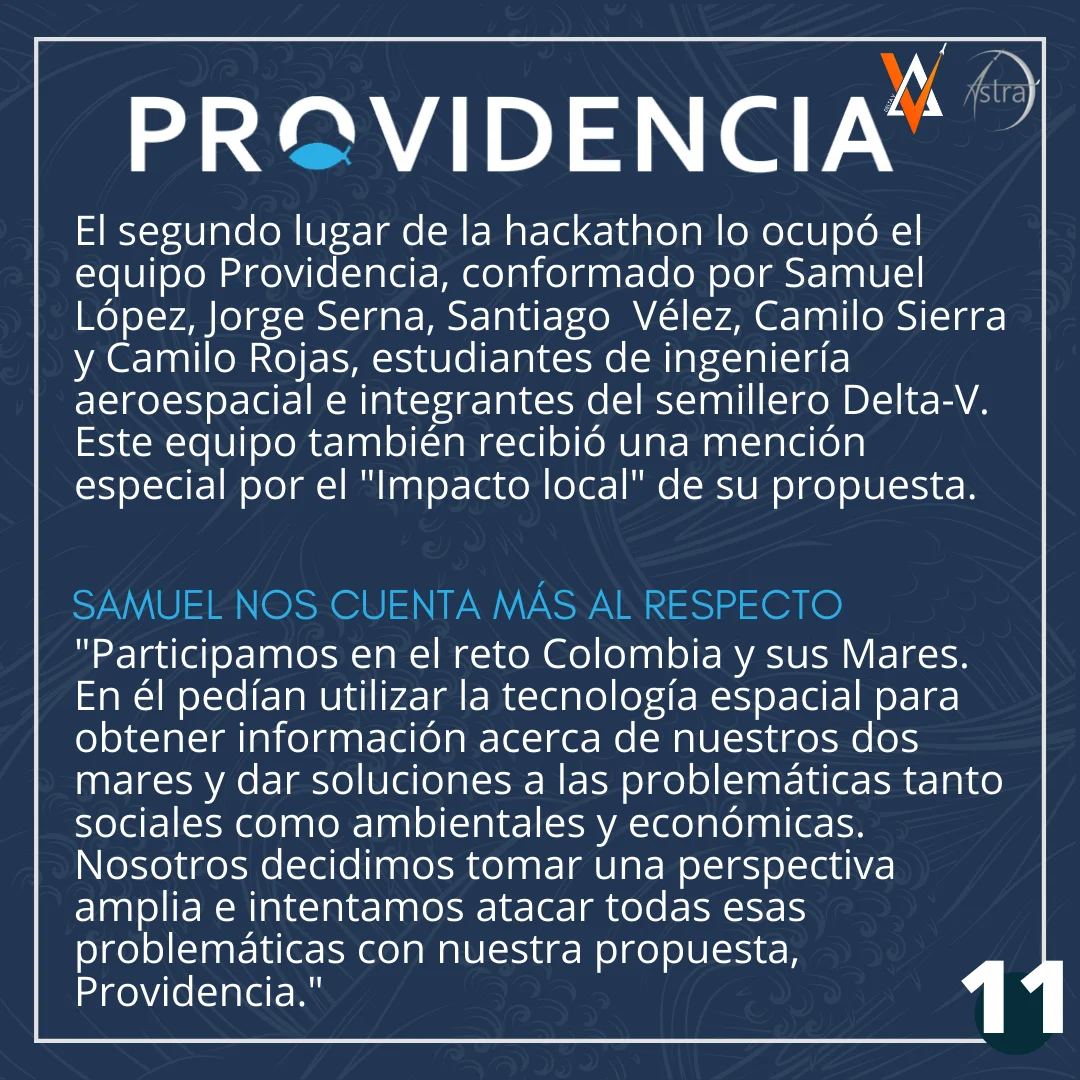 PROVIDENCIA
DELTA V
Astra
El segundo lugar de la hackathon lo ocupó el
equipo Providencia, conformado por Samuel
López, Jorge Serna, Santiago  Vélez, Camilo Sierra
y Camilo Rojas, estudiantes de ingeniería
aeroespacial e integrantes del semillero Delta-V.
Este equipo también recibió una mención
especial por el "Impacto local" de su propuesta.
SAMUEL NOS CUENTA MÁS AL RESPECTO
"Participamos en el reto Colombia y sus Mares.
En él pedían utilizar la tecnología espacial para
obtener información acerca de nuestros dos
mares y dar soluciones a las problemáticas tanto
sociales como ambientales y económicas.
Nosotros decidimos tomar una perspectiva
amplia e intentamos atacar todas esas
problemáticas con nuestra propuesta,
Providencia."
11